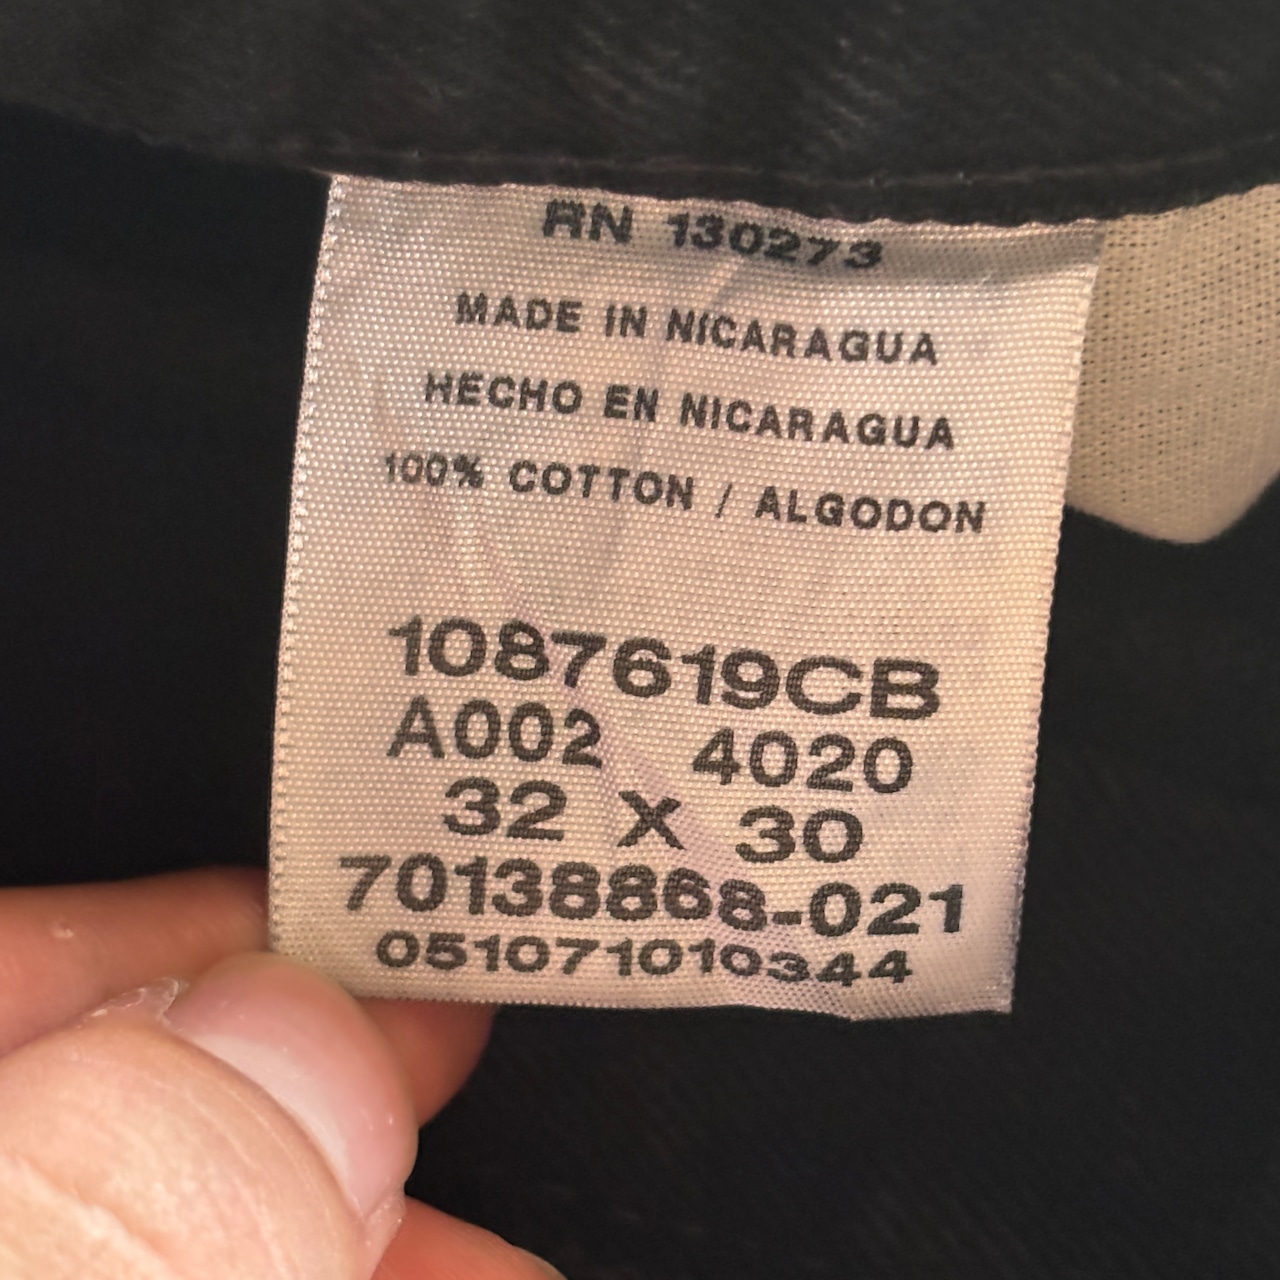 RN 130273
MADE IN NICARAGUA
HECHO EN NICARAGUA
100% COTTON / ALGODON
1087619CB
A002 4020
32 X 30
70138868-021
051071010344